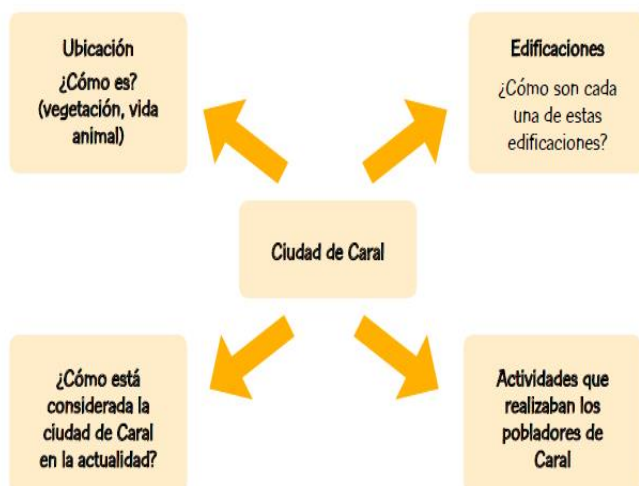 Ubicación
¿Cómo es?
(vegetación, vida
animal)
Edificaciones
¿Cómo son cada
una de estas
edificaciones?
Ciudad de Caral
¿Cómo está
considerada la
ciudad de Caral
en la actualidad?
Actividades que
realizaban los
pobladores de
Caral